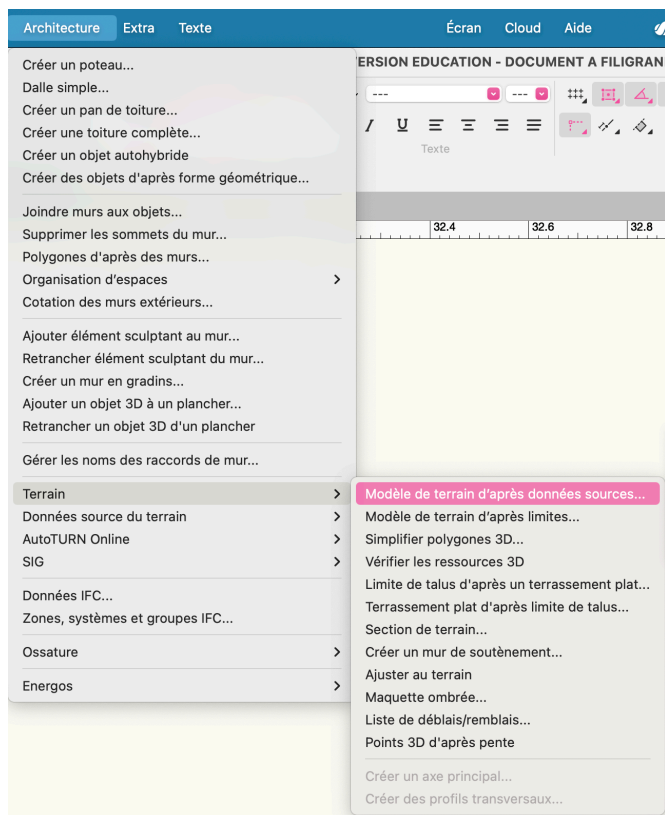 Architecture Extra Texte Écran Cloud Aide
ERSION EDUCATION - DOCUMENT A FILIGRAN
--- ---
I U
Texte
32.4 32.6 32.8
Créer un poteau...
Dalle simple...
Créer un pan de toiture...
Créer une toiture complète...
Créer un objet autohybride
Créer des objets d'après forme géométrique...
Joindre murs aux objets...
Supprimer les sommets du mur...
Polygones d'après des murs...
Organisation d'espaces
Cotation des murs extérieurs...
Ajouter élément sculptant au mur...
Retrancher élément sculptant du mur...
Créer un mur en gradins...
Ajouter un objet 3D à un plancher...
Retrancher un objet 3D d'un plancher
Gérer les noms des raccords de mur...
Terrain
Données source du terrain
AutoTURN Online
SIG
Données IFC...
Zones, systèmes et groupes IFC...
Ossature
Energos
Modèle de terrain d'après données sources...
Modèle de terrain d'après limites...
Simplifier polygones 3D...
Vérifier les ressources 3D
Limite de talus d'après un terrassement plat...
Terrassement plat d'après limite de talus...
Section de terrain...
Créer un mur de soutènement...
Ajuster au terrain
Maquette ombrée...
Liste de déblais/remblais...
Points 3D d'après pente
Créer un axe principal...
Créer des profils transversaux...